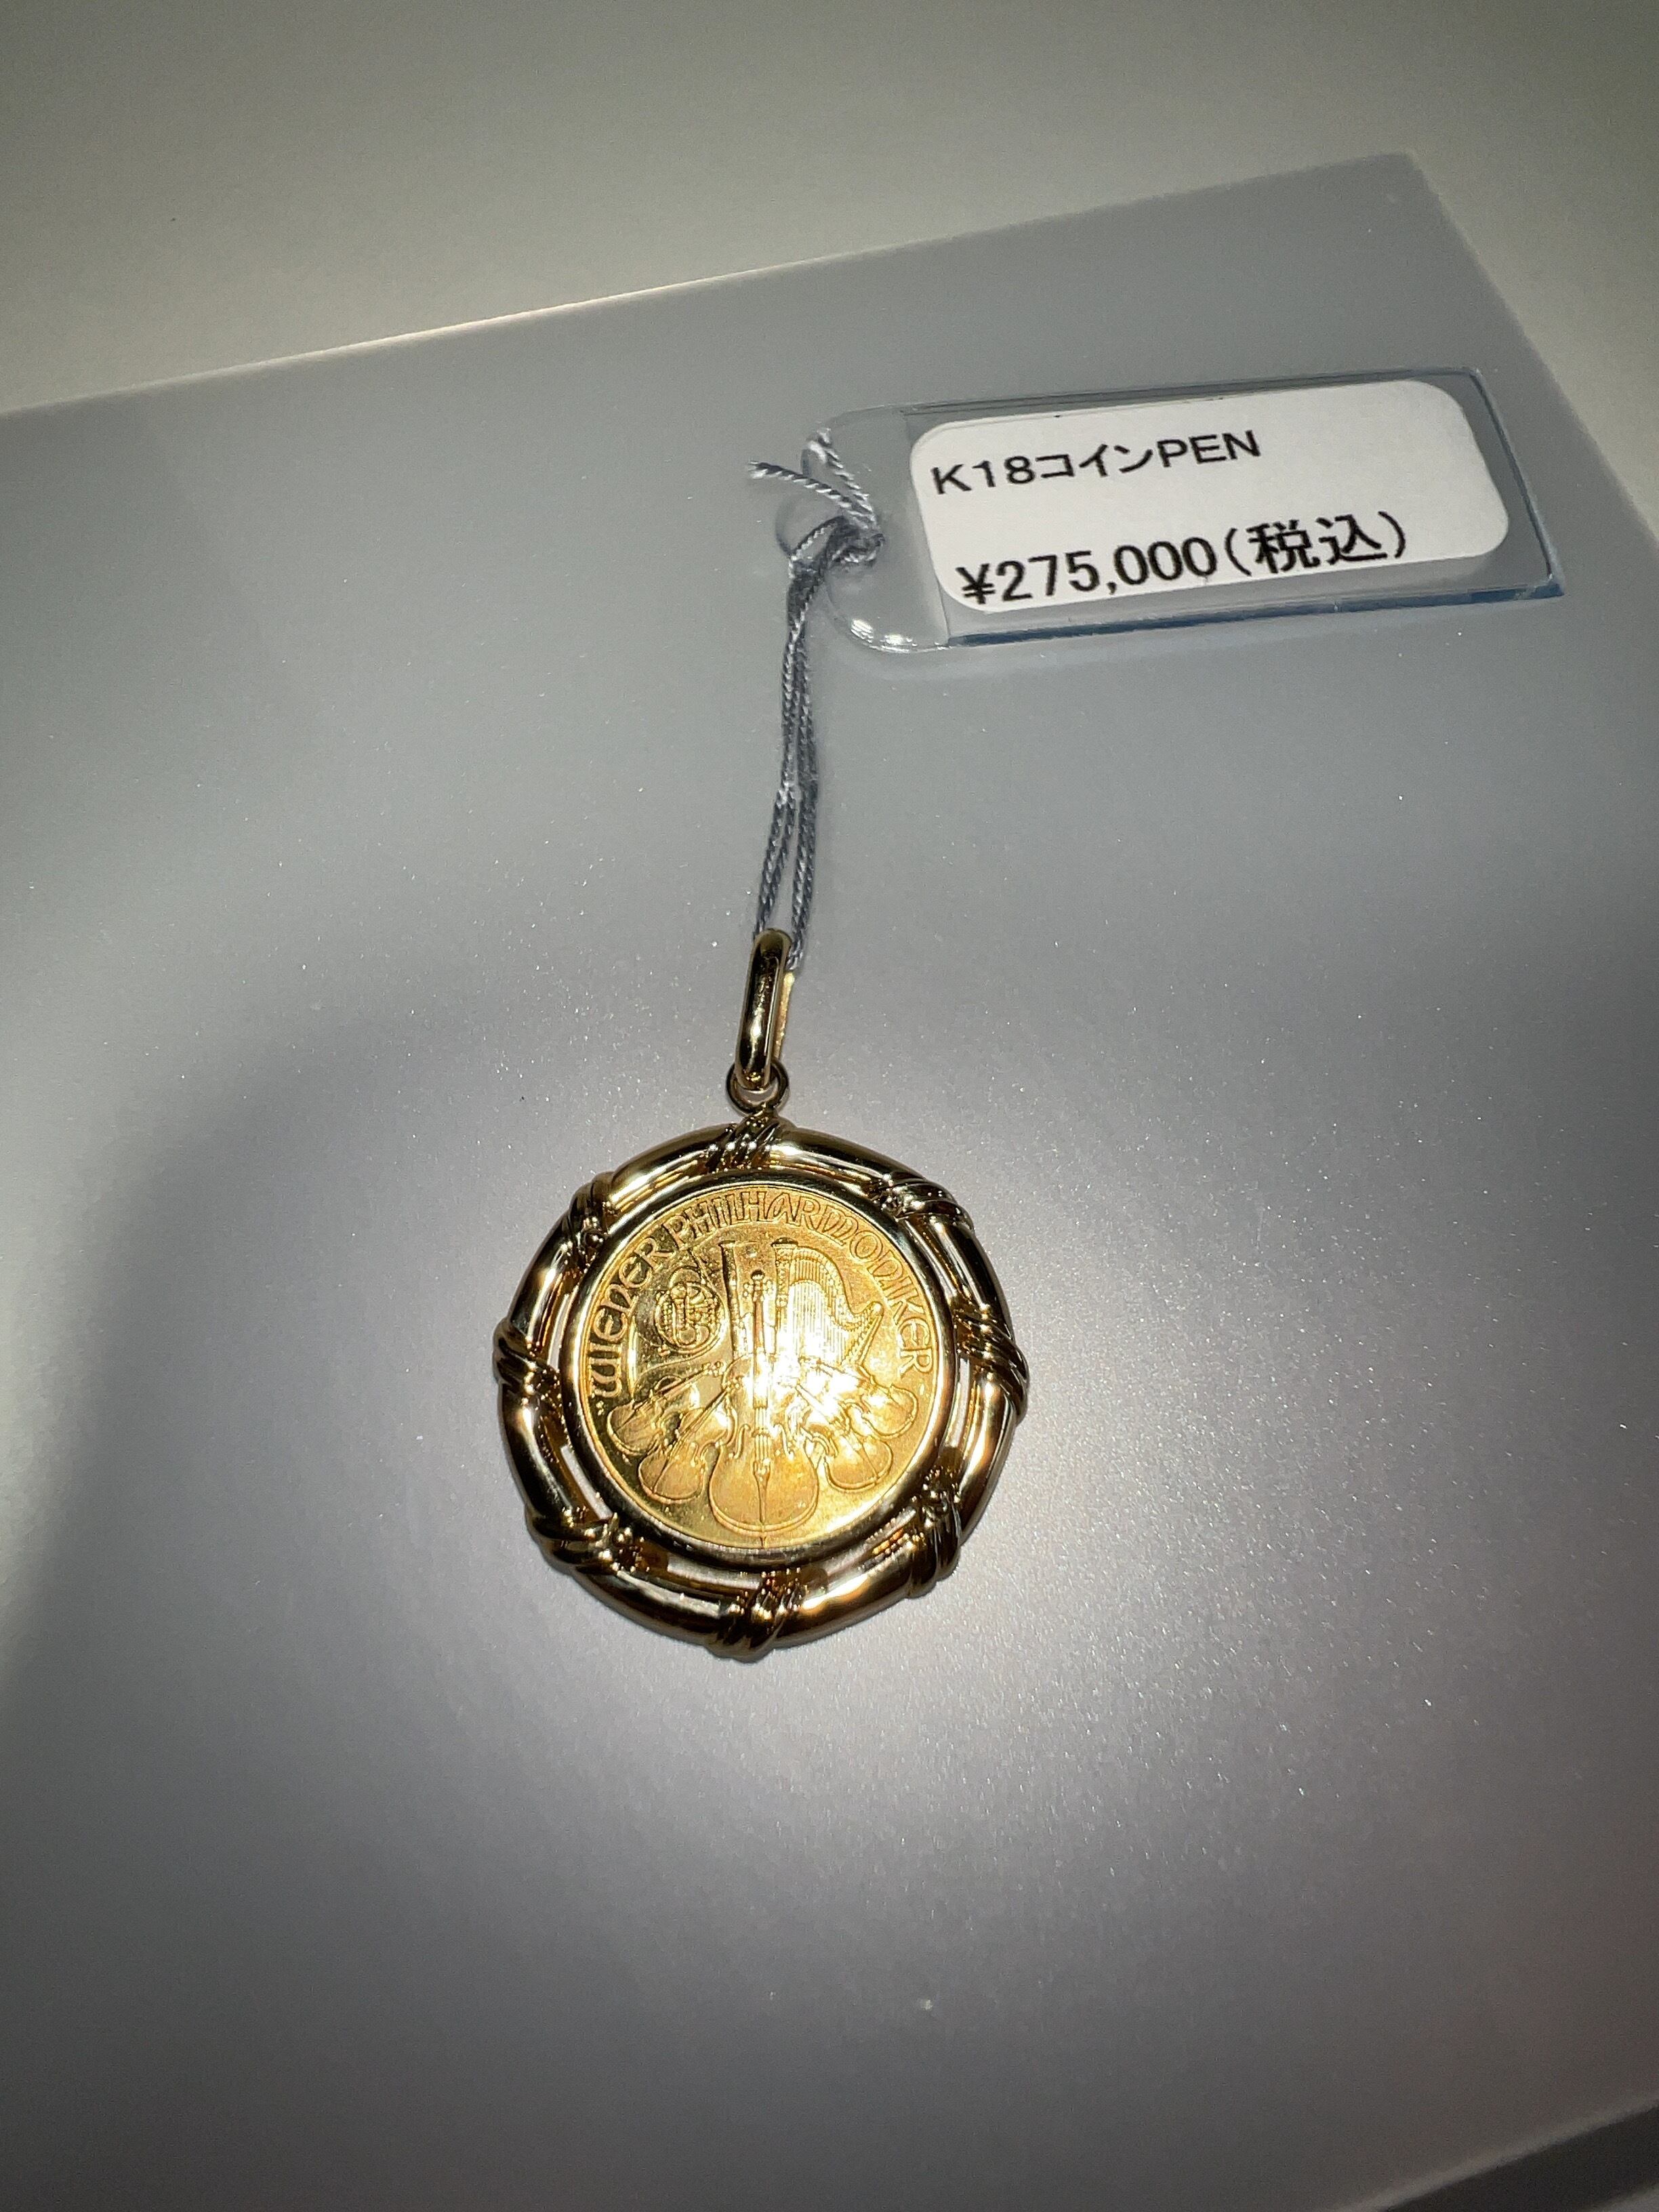 K18コインPEN
¥275,000(税込)
WIENER PHILHARMONIKER